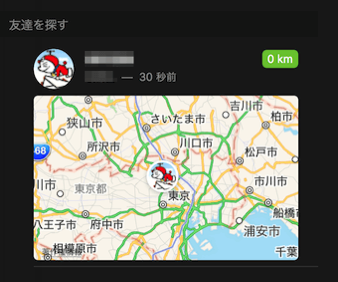 友達を探す
0 km
— 30 秒前
吉川市
柏市
さいたま市
狭山市
川口市
68
所沢市
松戸市
川市
東京都
市川市
東京
船橋
八王子市
府中市
浦安市
相模原市
千葉